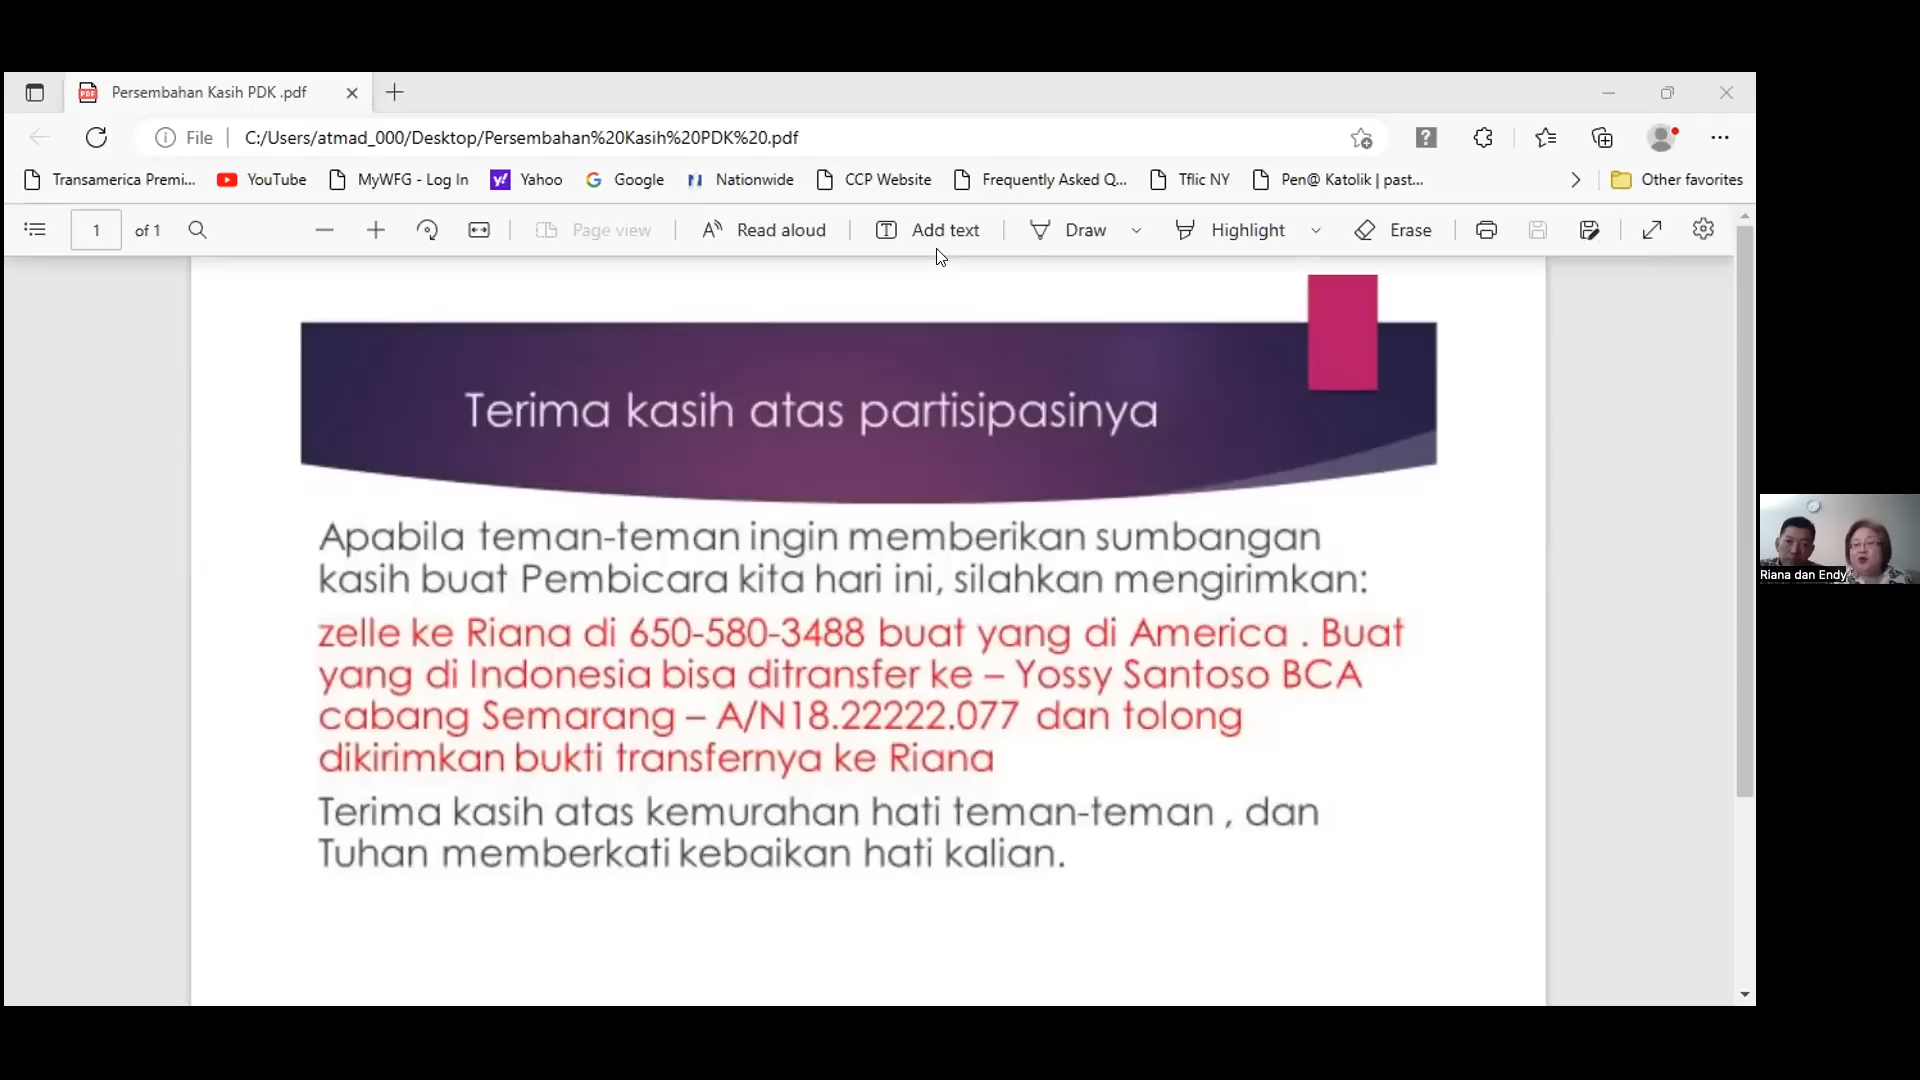 Persembahan Kasih PDK .pdf
File C:/Users/atmad_000/Desktop/Persembahan%20Kasih%20PDK%20.pdf
Transamerica Premi... YouTube MyWFG - Log In Yahoo Google Nationwide CCP Website Frequently Asked Q... Tflic NY Pen@ Katolik | past... Other favorites
1 of 1 Page view Read aloud Add text Draw Highlight Erase
Terima kasih atas partisipasinya
Apabila teman-teman ingin memberikan sumbangan
kasih buat Pembicara kita hari ini, silahkan mengirimkan:
zelle ke Riana di 650-580-3488 buat yang di America . Buat
yang di Indonesia bisa ditransfer ke – Yossy Santoso BCA
cabang Semarang – A/N18.22222.077 dan tolong
dikirimkan bukti transfernya ke Riana
Terima kasih atas kemurahan hati teman-teman , dan
Tuhan memberkati kebaikan hati kalian.
Riana dan Endy